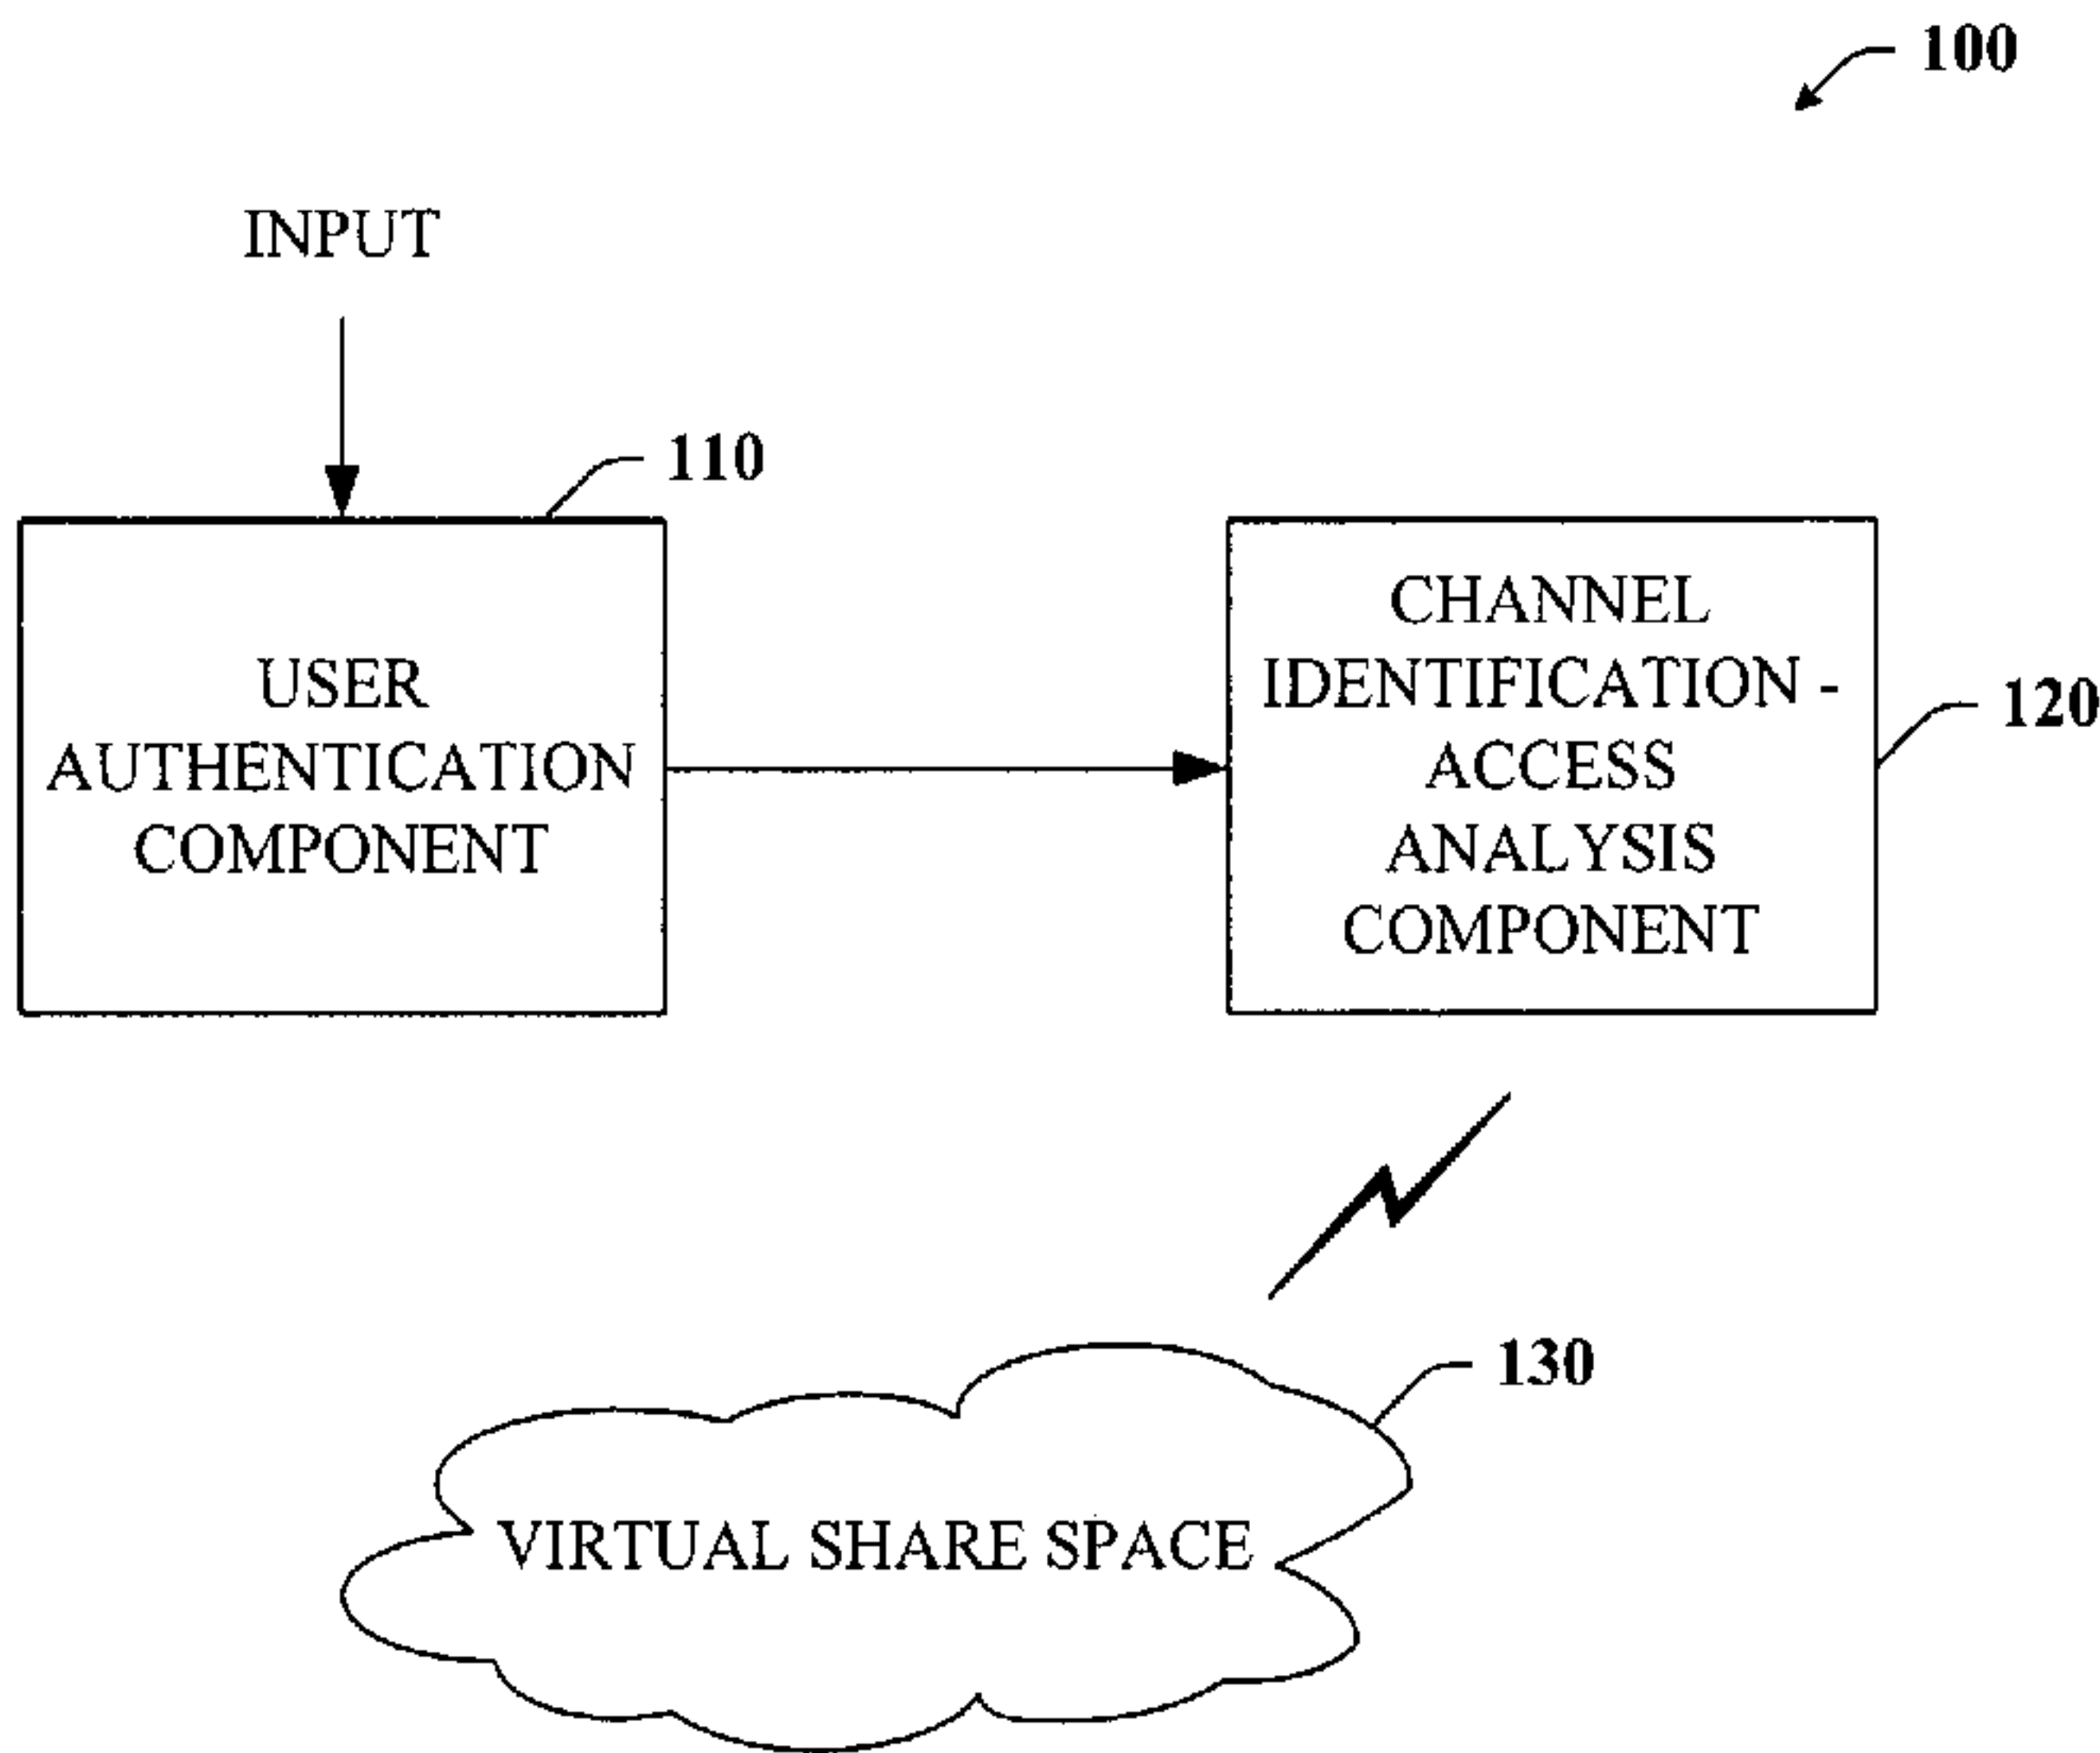 100
INPUT
110
USER
AUTHENTICATION
COMPONENT
CHANNEL
IDENTIFICATION -
ACCESS
ANALYSIS
COMPONENT
120
130
VIRTUAL SHARE SPACE